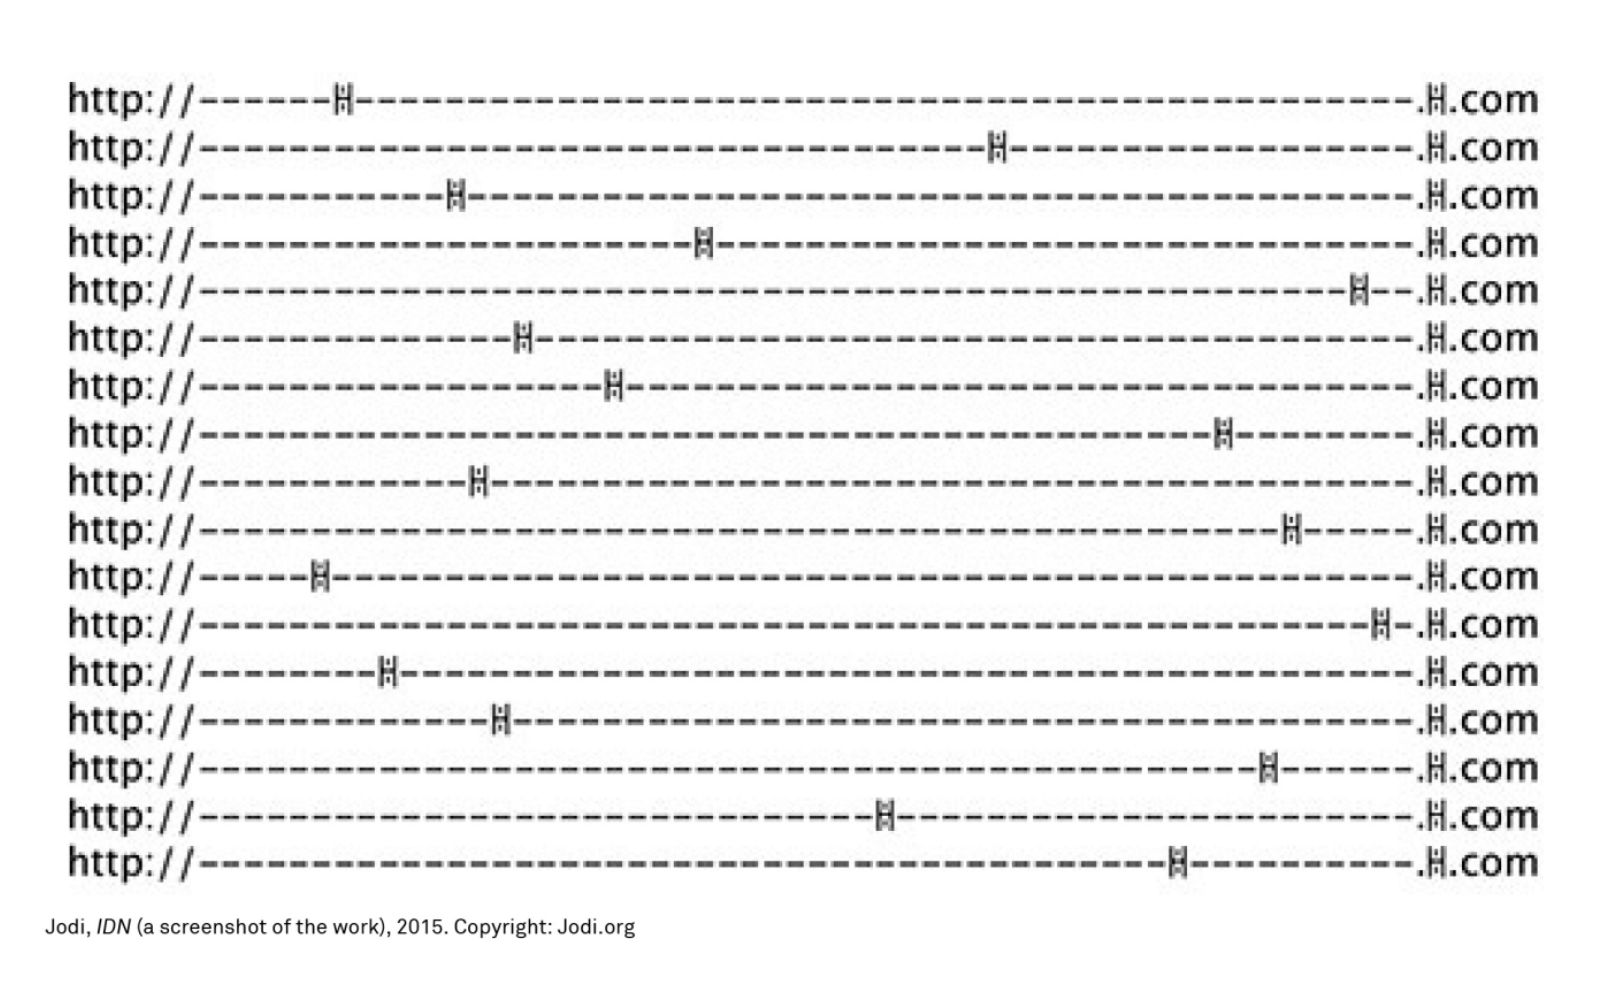 http://------H-----------------------------------------------.H.com
http://-----------------------------------H------------------.H.com
http://-----------H------------------------------------------.H.com
http://----------------------H-------------------------------.H.com
http://---------------------------------------------------H--.H.com
http://--------------H---------------------------------------.H.com
http://------------------H-----------------------------------.H.com
http://---------------------------------------------H--------.H.com
http://------------H-----------------------------------------.H.com
http://------------------------------------------------H-----.H.com
http://-----H------------------------------------------------.H.com
http://----------------------------------------------------H-.H.com
http://--------H---------------------------------------------.H.com
http://-------------H----------------------------------------.H.com
http://-----------------------------------------------H------.H.com
http://------------------------------H-----------------------.H.com
http://-------------------------------------------H----------.H.com
Jodi, IDN (a screenshot of the work), 2015. Copyright: Jodi.org